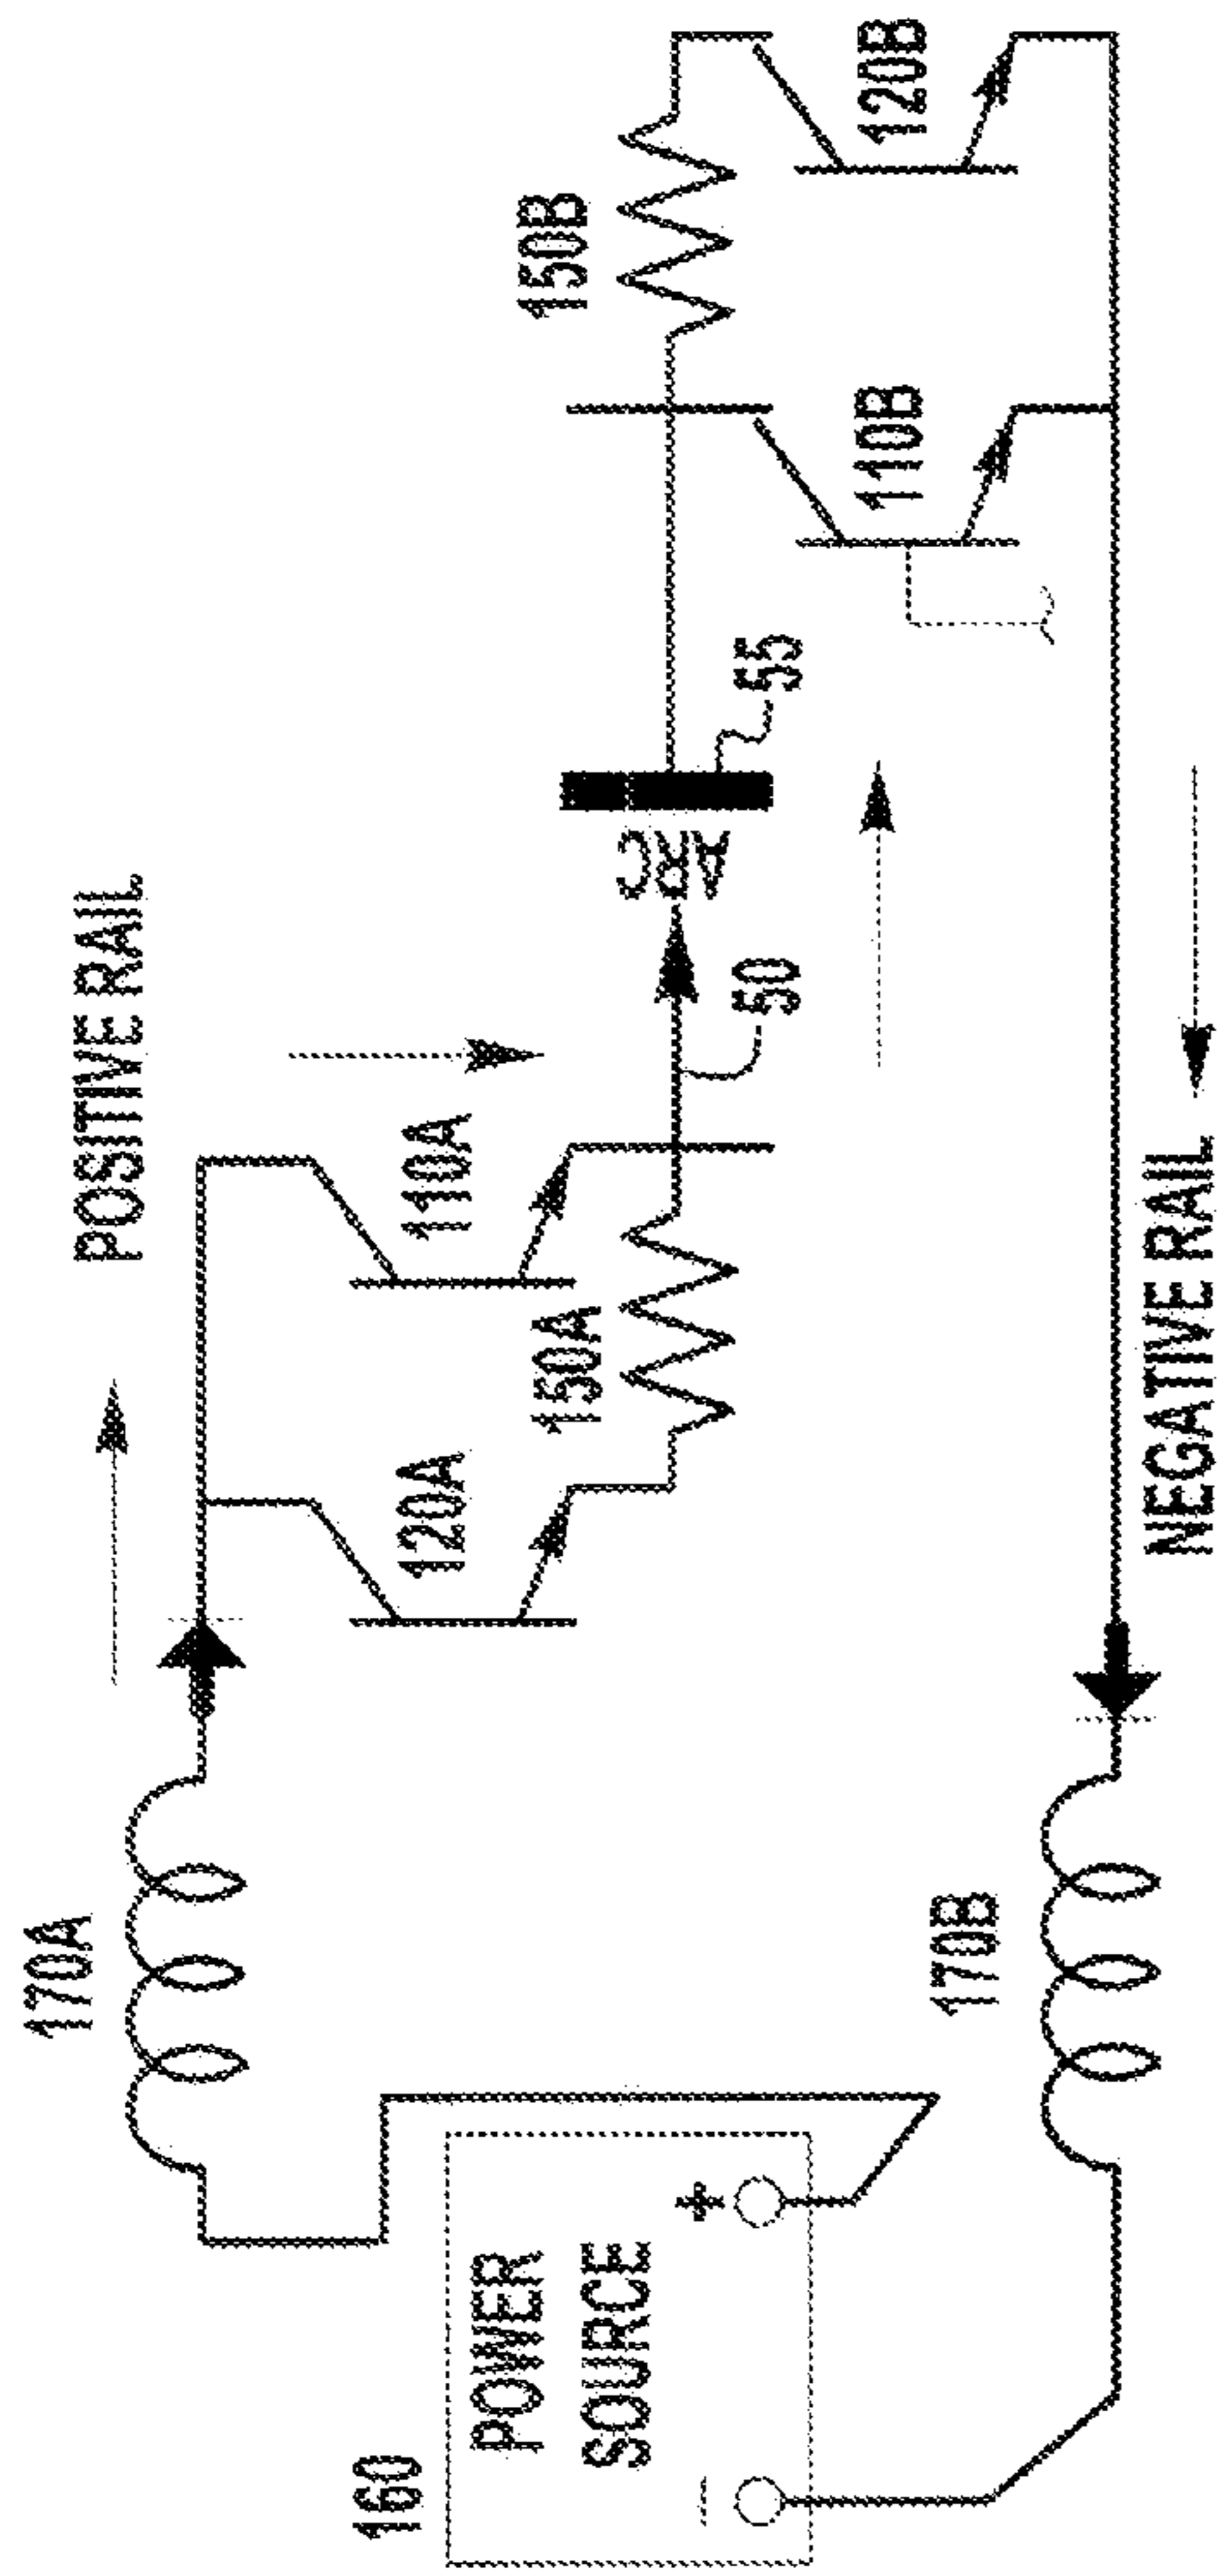 POSITIVE RAIL
170A
120A
110A
150A
150B
ARC
50
55
110B
120B
160
POWER
SOURCE
+
–
170B
NEGATIVE RAIL